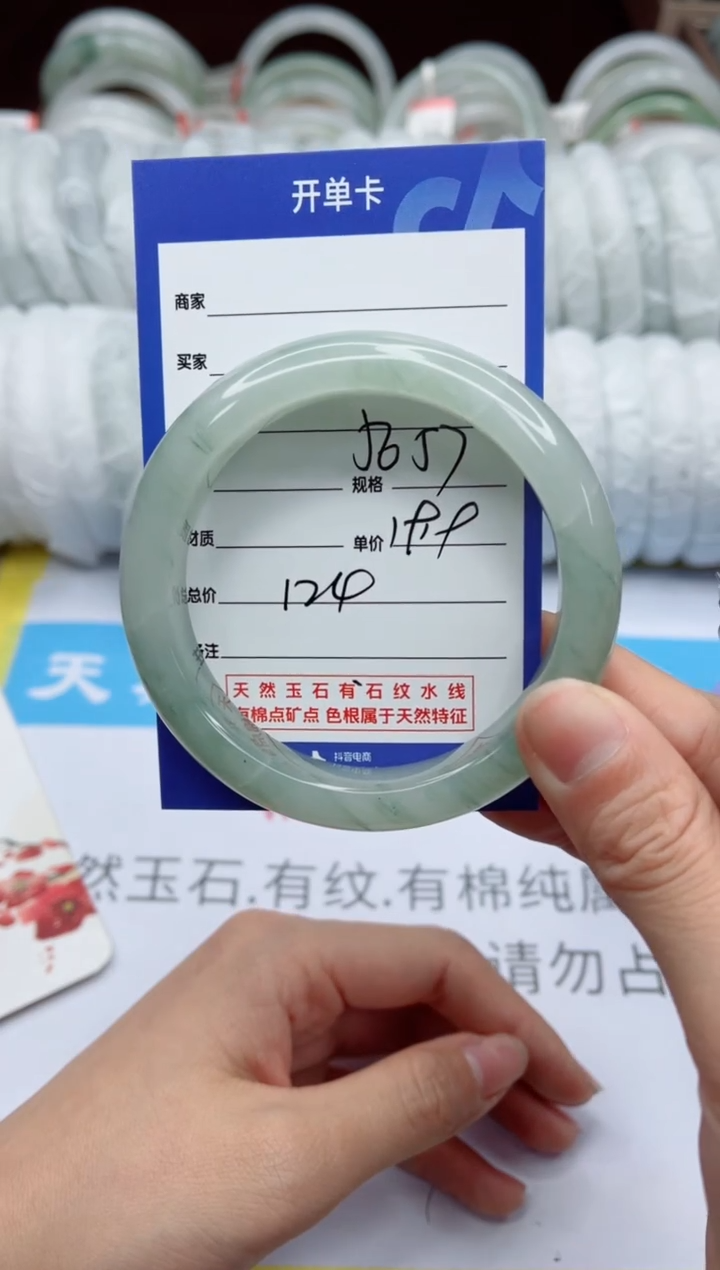 开单卡
商家
买家
规格
材质
单价
总价 124
注
天然玉石有石纹水线
有棉点矿点 色根属于天然特征
抖音电商
天
然玉石.有纹.有棉纯属
请勿占